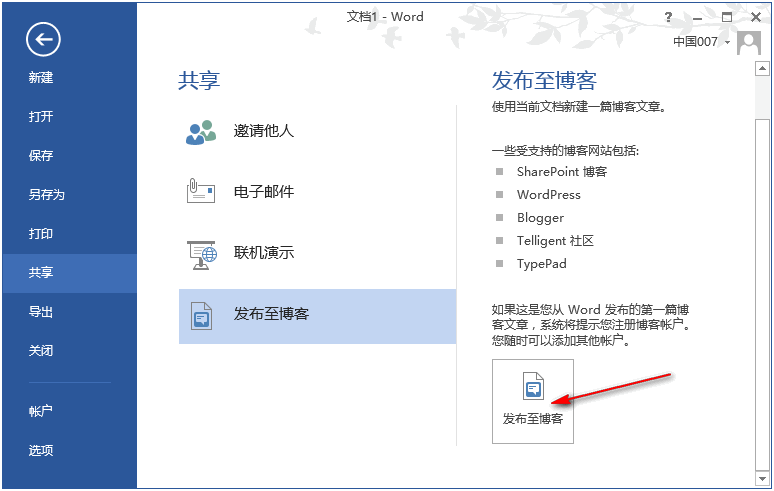 文档1 - Word
?
中国007
新建
打开
保存
另存为
打印
共享
导出
关闭
帐户
选项
共享
邀请他人
电子邮件
联机演示
发布至博客
发布至博客
使用当前文档新建一篇博客文章。
一些受支持的博客网站包括:
SharePoint 博客
WordPress
Blogger
Telligent 社区
TypePad
如果这是您从 Word 发布的第一篇博
客文章，系统将提示您注册博客帐户。
您随时可以添加其他帐户。
发布至博客